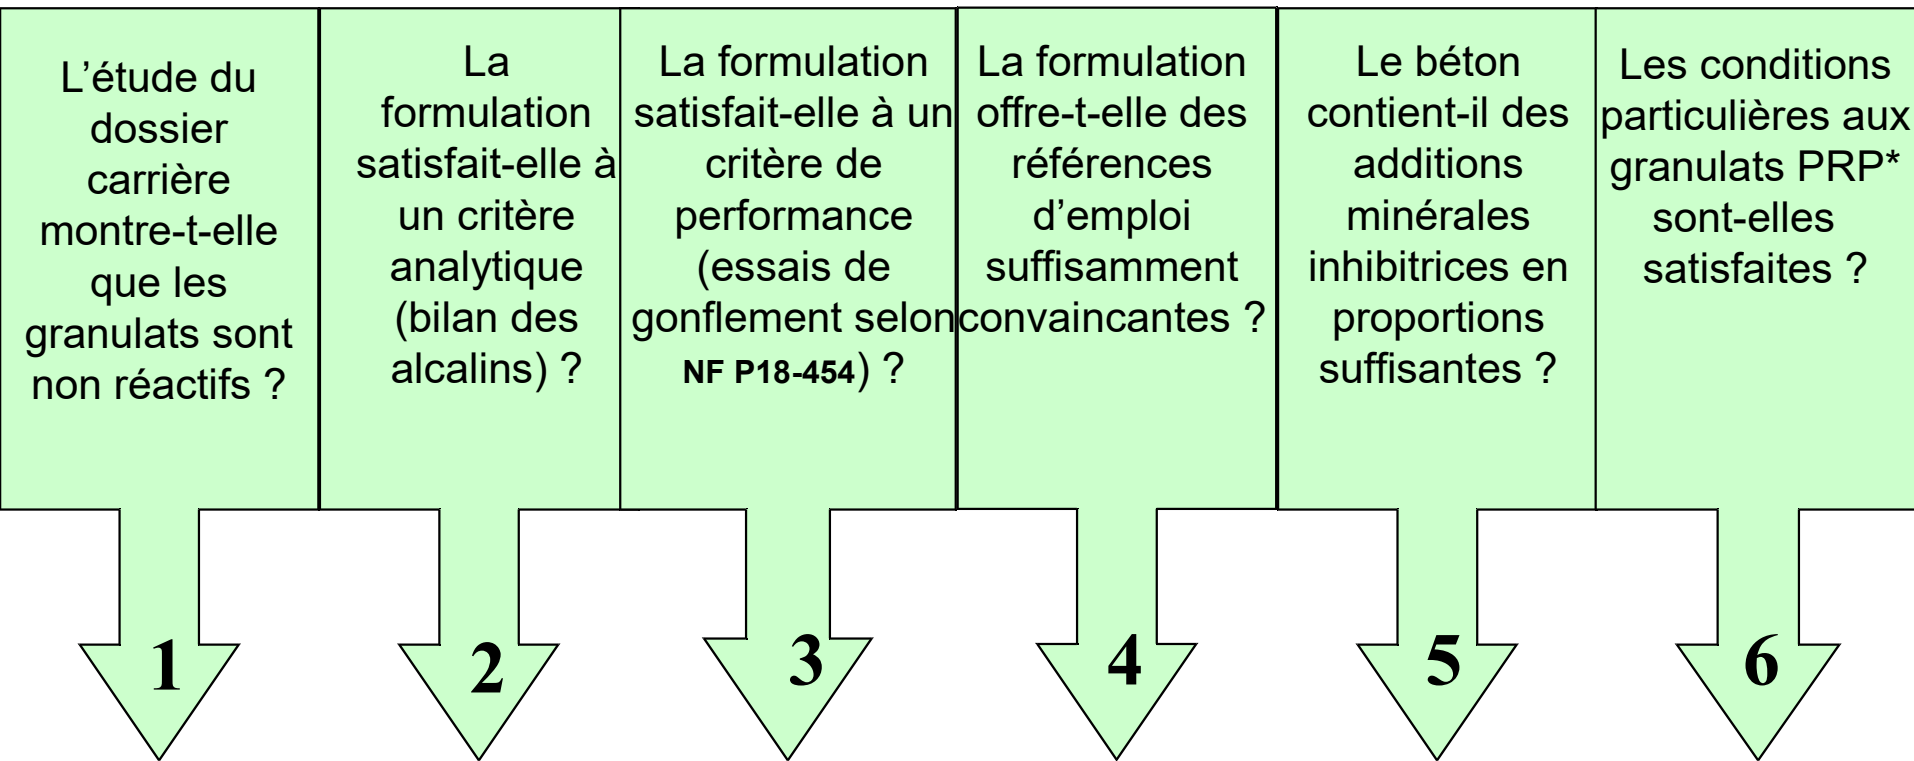 L’étude du
dossier
carrière
montre-t-elle
que les
granulats sont
non réactifs ?
La
formulation
satisfait-elle à
un critère
analytique
(bilan des
alcalins) ?
La formulation
satisfait-elle à un
critère de
performance
(essais de
gonflement selon
NF P18-454) ?
La formulation
offre-t-elle des
références
d’emploi
suffisamment
convaincantes ?
Le béton
contient-il des
additions
minérales
inhibitrices en
proportions
suffisantes ?
Les conditions
particulières aux
granulats PRP*
sont-elles
satisfaites ?
1
2
3
4
5
6